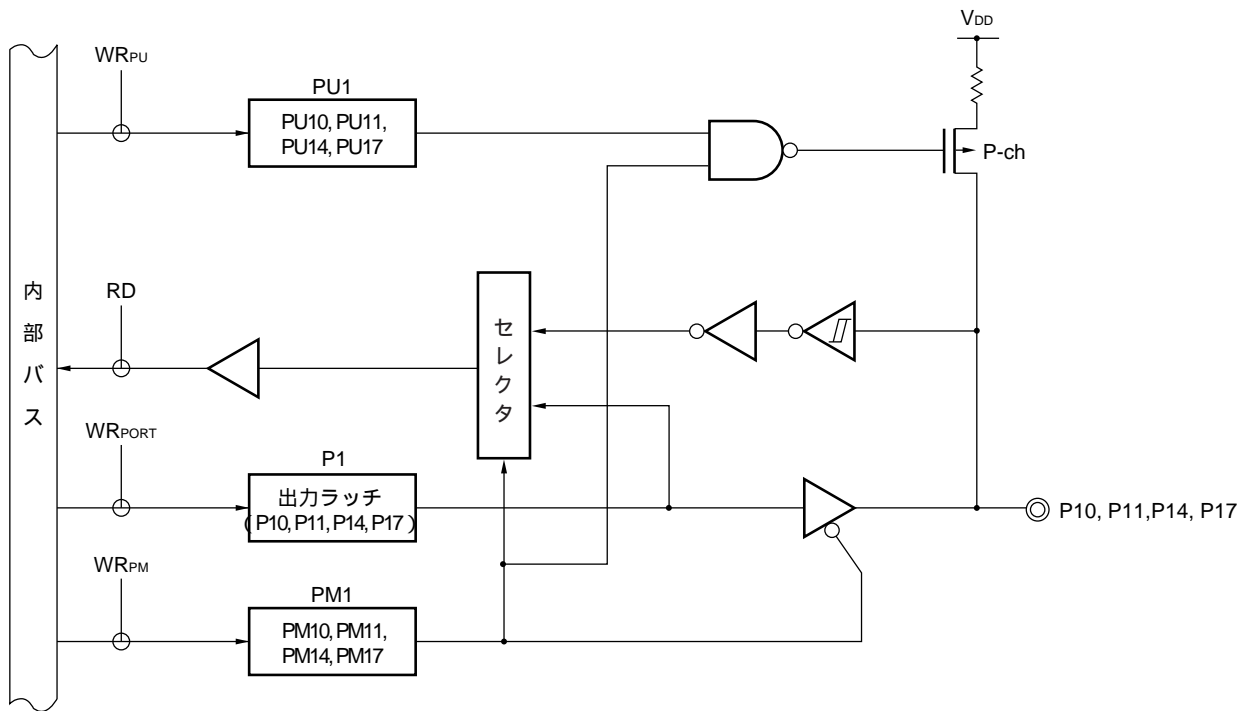 VDD
WRPU
PU1
PU10, PU11,
PU14, PU17
P-ch
内部バス
RD
セレクタ
WRPORT
P1
出力ラッチ
(P10, P11, P14, P17)
P10, P11,P14, P17
WRPM
PM1
PM10, PM11,
PM14, PM17